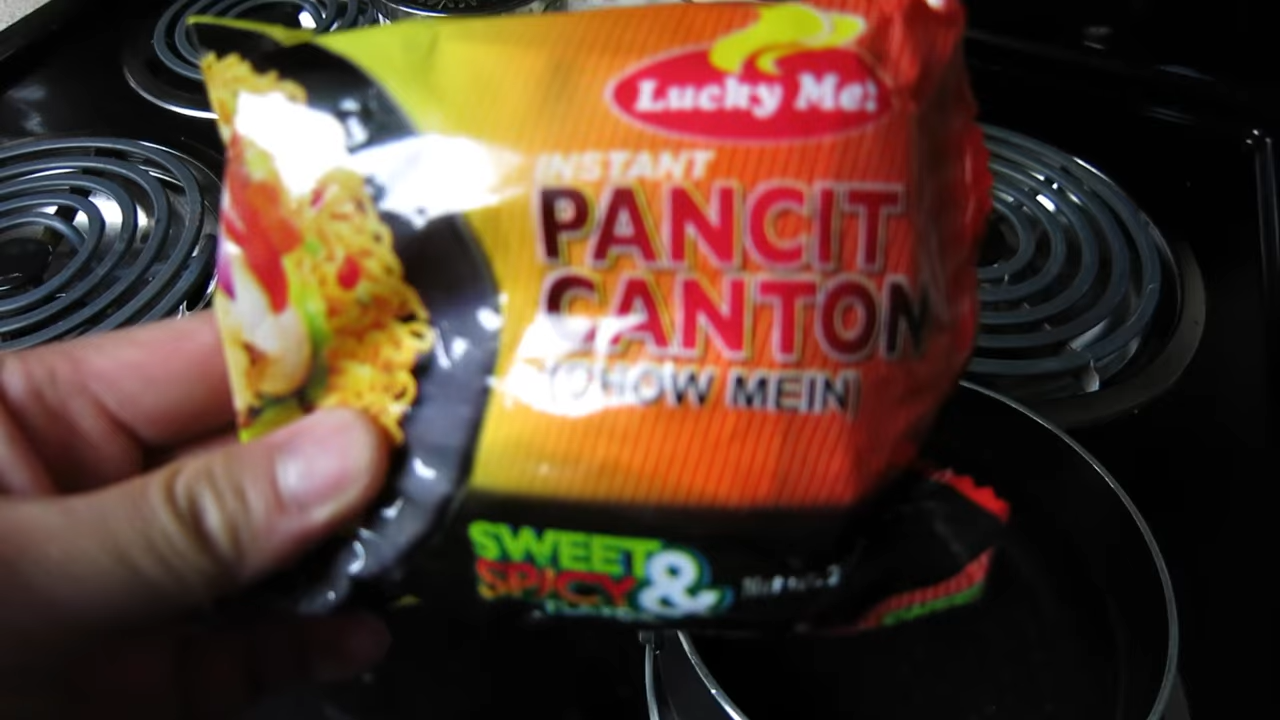 Lucky Me!
INSTANT
PANCIT
CANTON
(CHOW MEIN)
SWEET &
SPICY